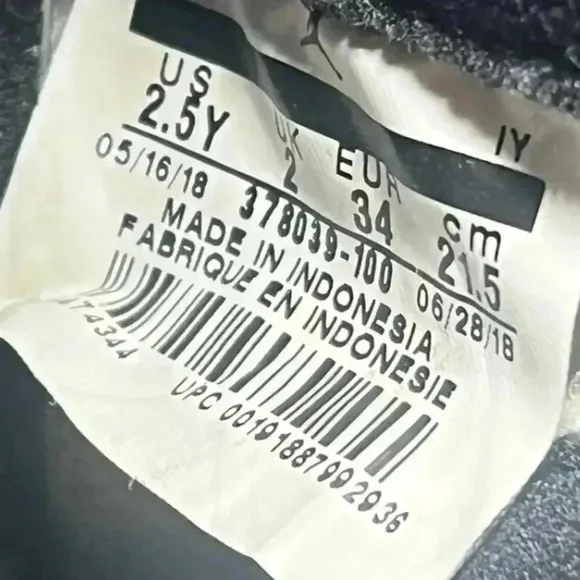 IY
US UK EUR cm
2.5Y 2 34 21.5
05/16/18 378039-100 06/28/18
MADE IN INDONESIA
FABRIQUE EN INDONESIE
UPC 00191887992936